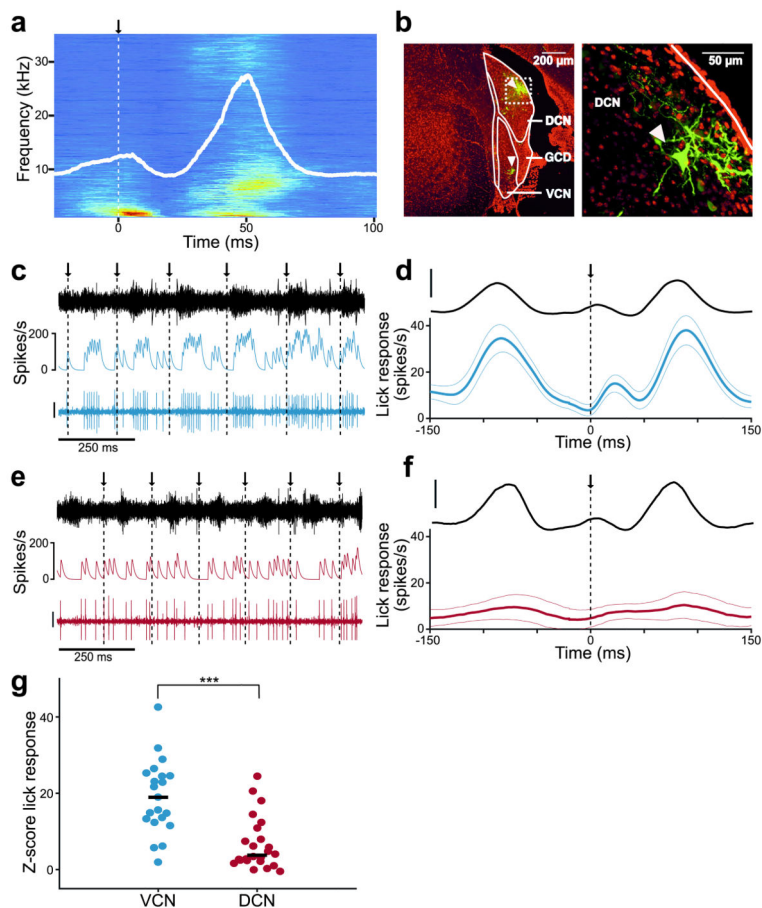 a
Frequency (kHz)
30
20
10
0
50
100
Time (ms)
b
200 µm
DCN
GCD
VCN
50 µm
DCN
c
Spikes/s
200
0
250 ms
d
Lick response
(spikes/s)
40
20
0
-150
0
150
Time (ms)
e
Spikes/s
200
0
250 ms
f
Lick response
(spikes/s)
40
20
0
-150
0
150
Time (ms)
g
***
Z-score lick response
40
20
0
VCN
DCN